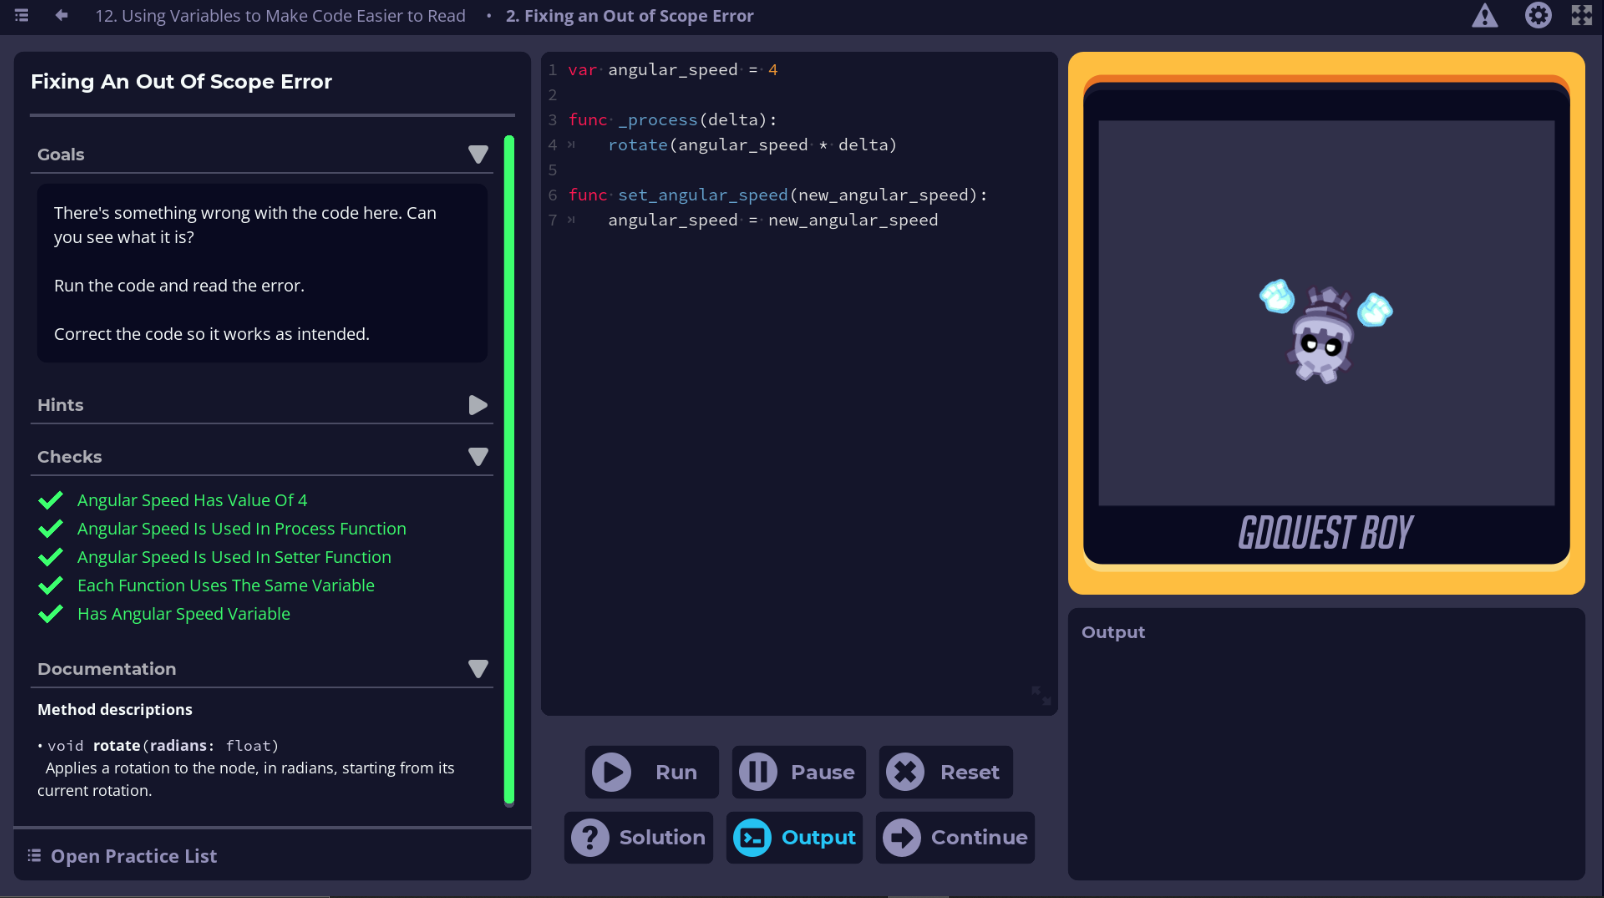 12. Using Variables to Make Code Easier to Read • 2. Fixing an Out of Scope Error
Fixing An Out Of Scope Error
Goals
There's something wrong with the code here. Can
you see what it is?
Run the code and read the error.
Correct the code so it works as intended.
Hints
Checks
Angular Speed Has Value Of 4
Angular Speed Is Used In Process Function
Angular Speed Is Used In Setter Function
Each Function Uses The Same Variable
Has Angular Speed Variable
Documentation
Method descriptions
• void rotate(radians: float)
Applies a rotation to the node, in radians, starting from its
current rotation.
Open Practice List
1 var angular_speed = 4
2
3 func _process(delta):
4 rotate(angular_speed * delta)
5
6 func set_angular_speed(new_angular_speed):
7 angular_speed = new_angular_speed
Run
Pause
Reset
Solution
Output
Continue
GDQUEST BOY
Output